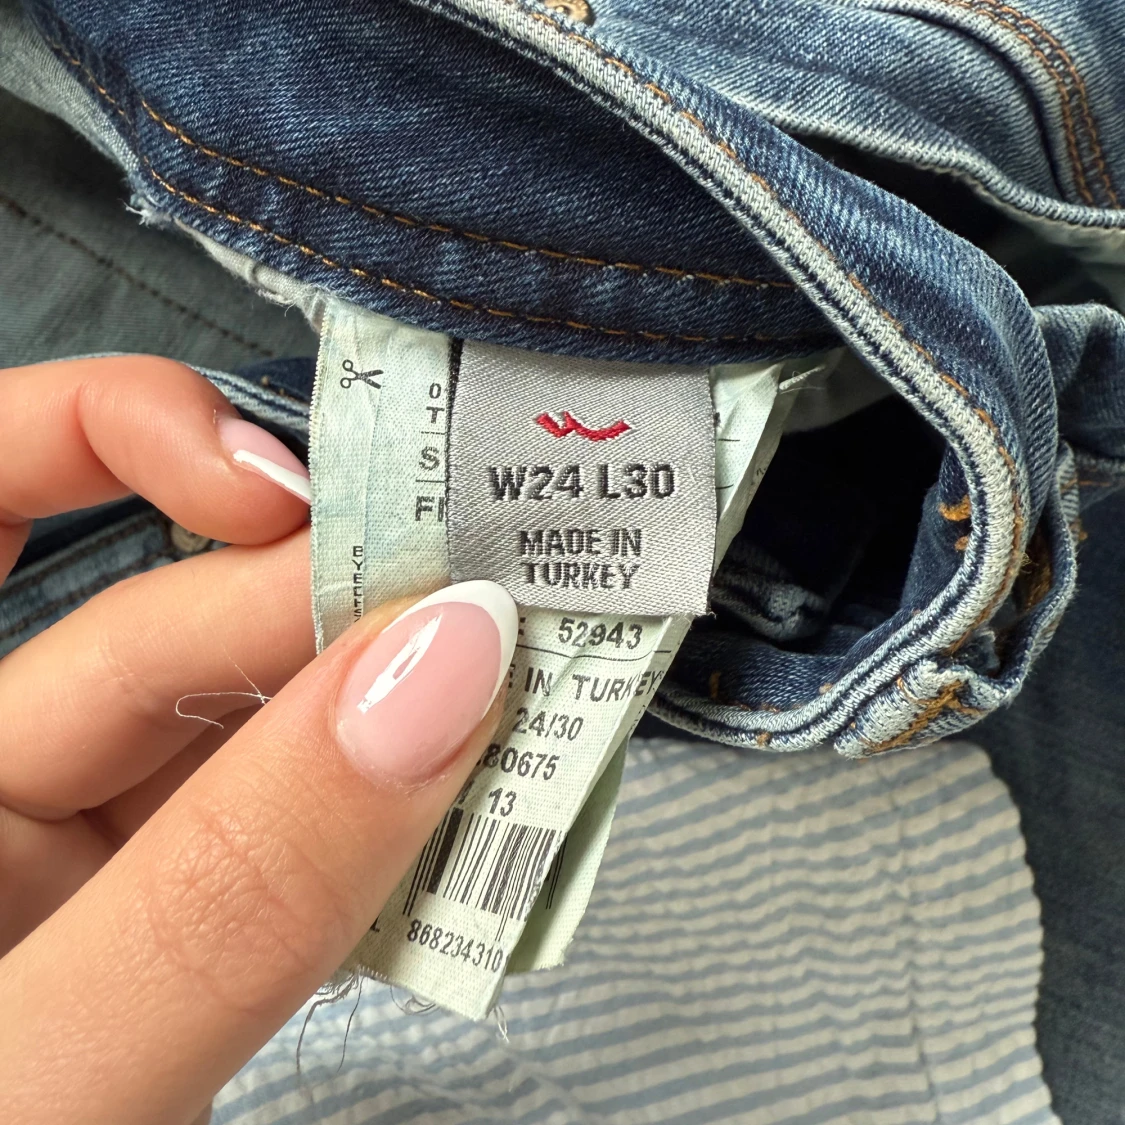 W24 L30
MADE IN
TURKEY
52943
IN TURKEY
24/30
80675
13
868234310